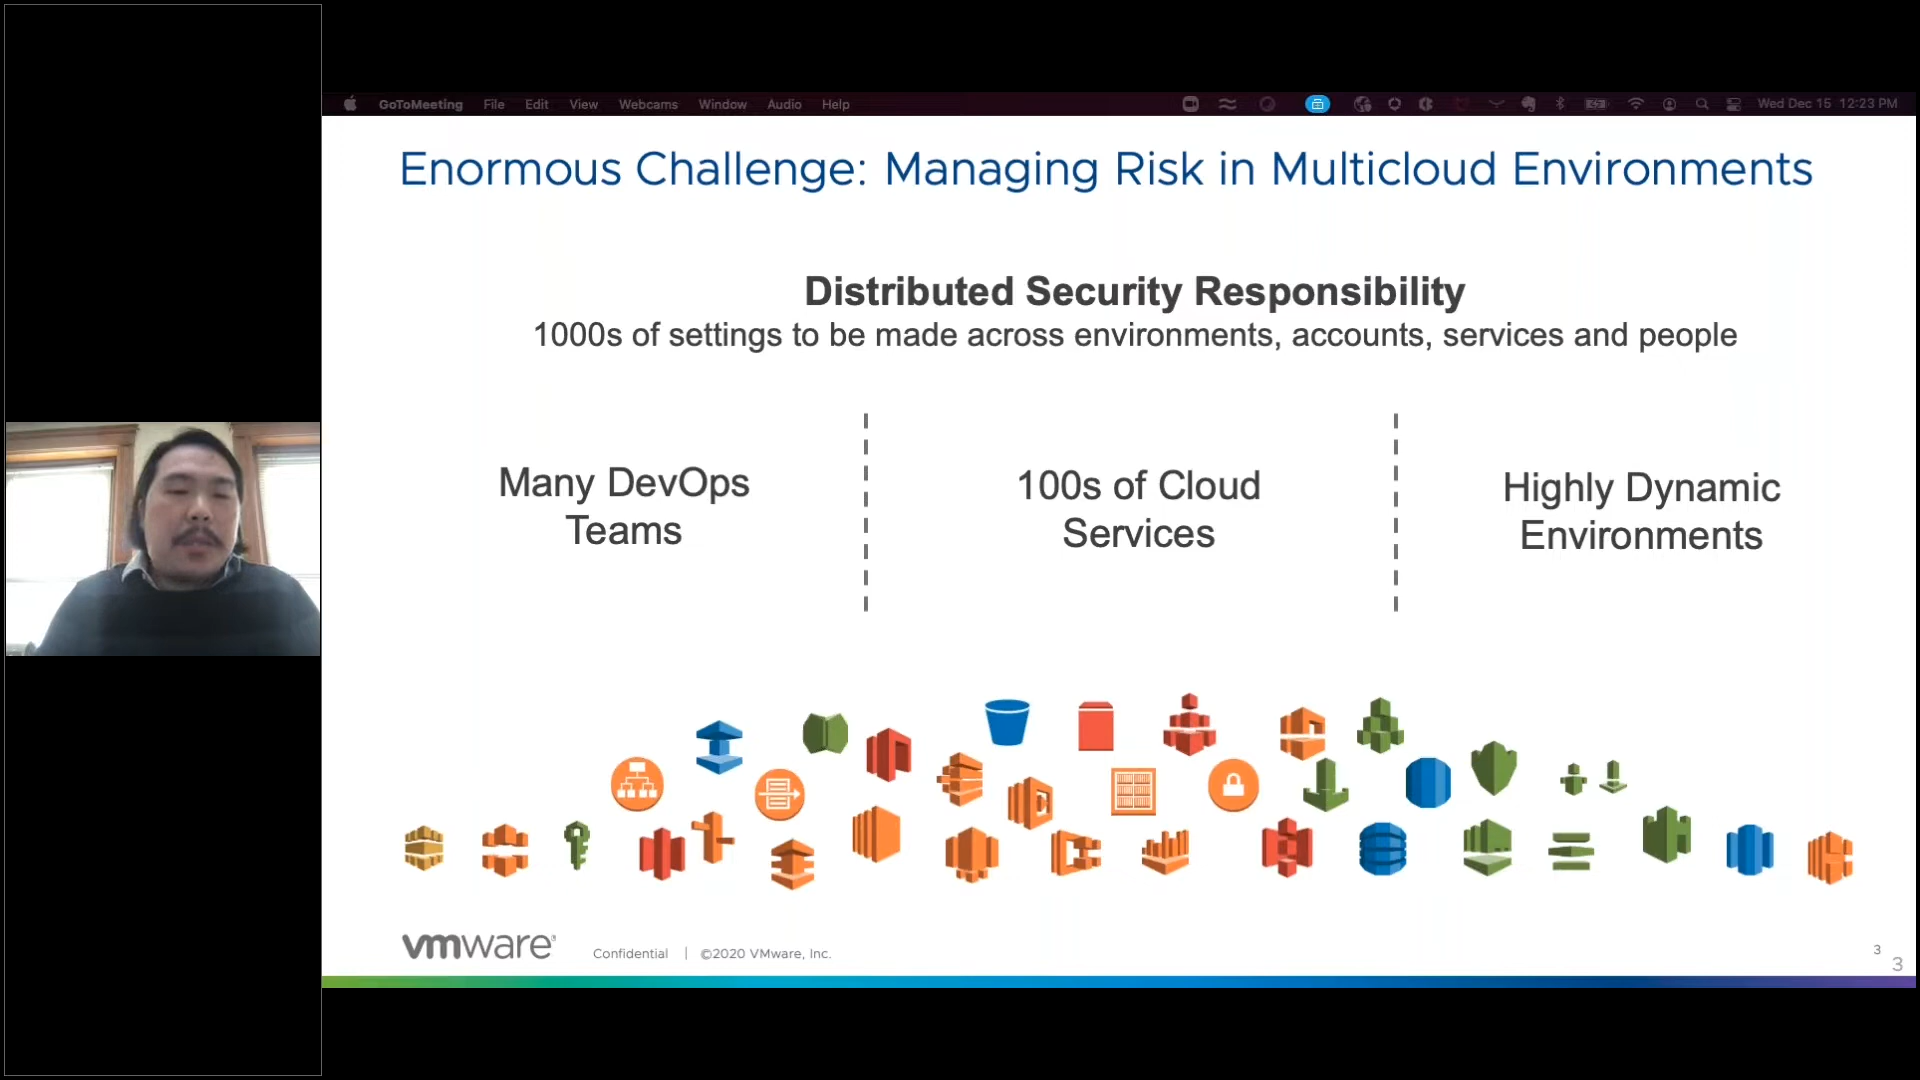 GoToMeeting File Edit View Webcams Window Audio Help Wed Dec 15 12:23 PM
Enormous Challenge: Managing Risk in Multicloud Environments
Distributed Security Responsibility
1000s of settings to be made across environments, accounts, services and people
Many DevOps
Teams
100s of Cloud
Services
Highly Dynamic
Environments
vmware®
Confidential | ©2020 VMware, Inc.
3
3